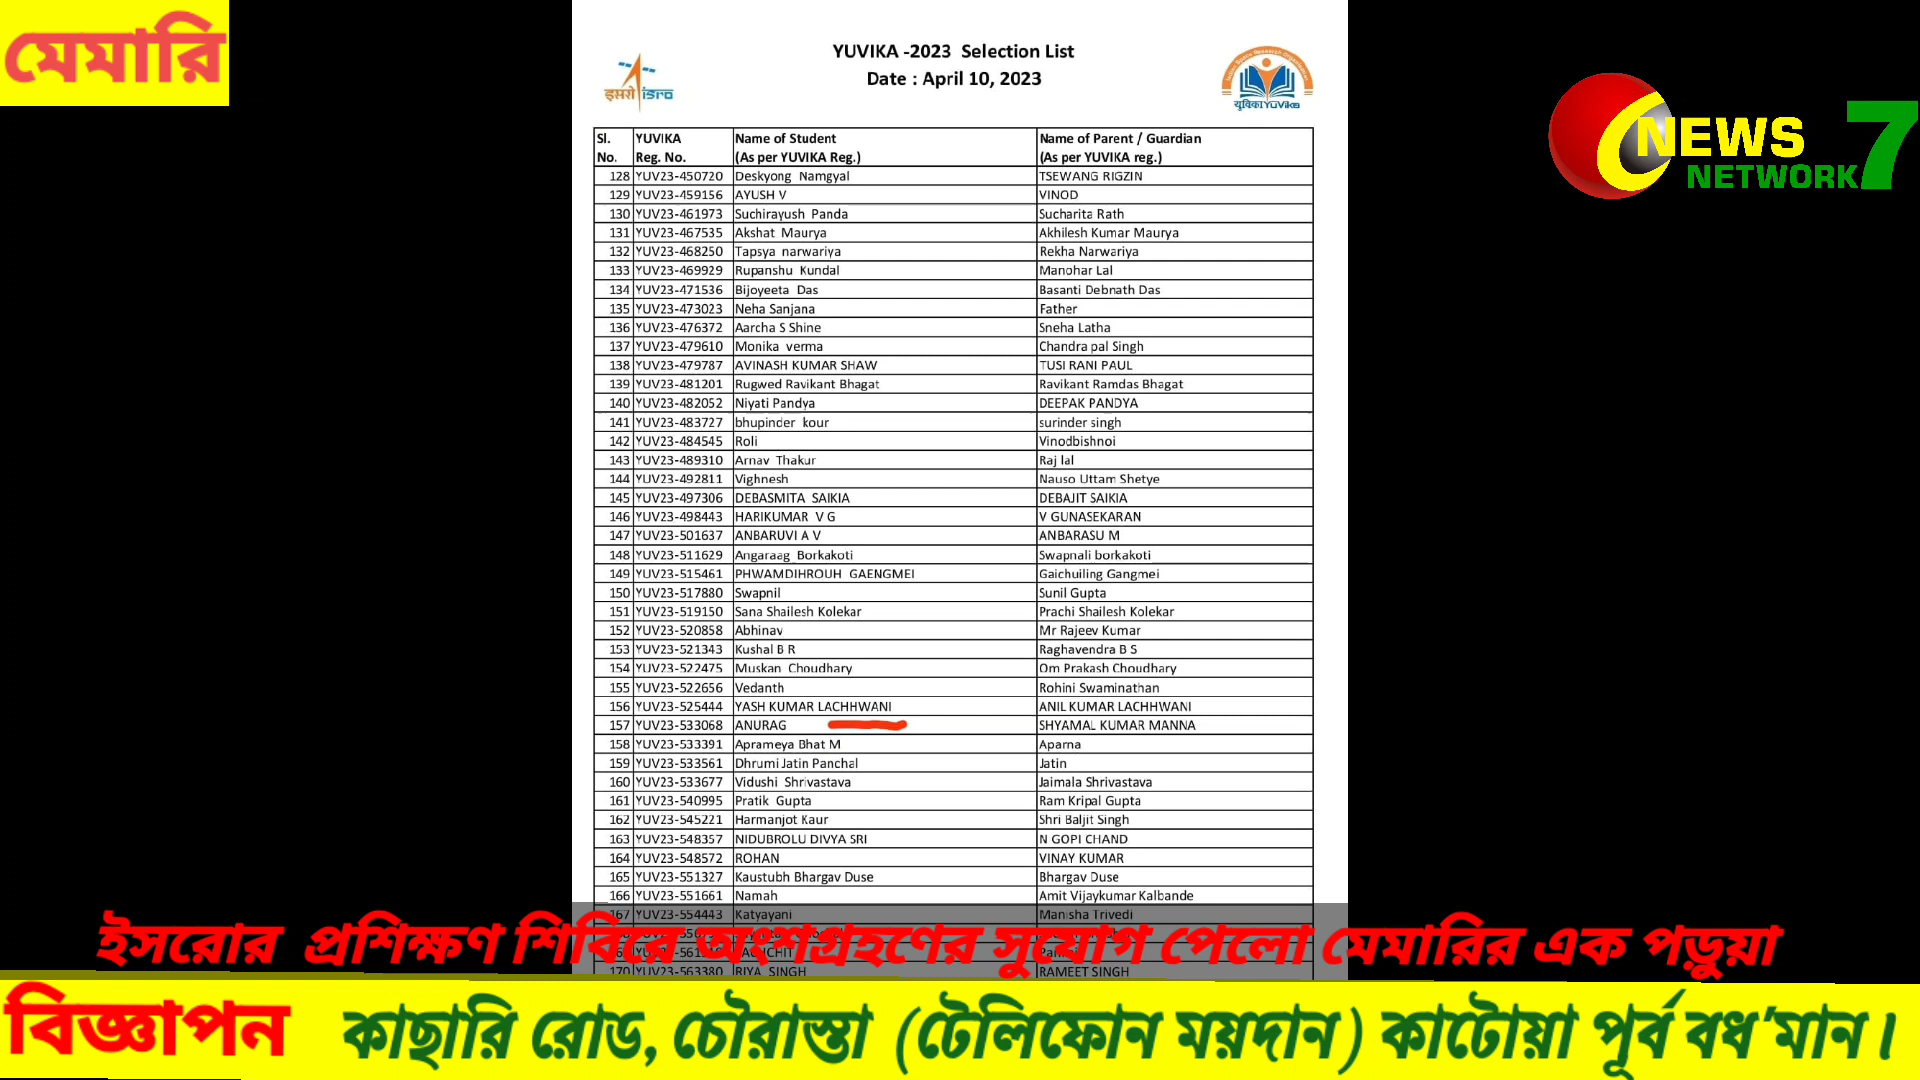 মেমারি
YUVIKA -2023 Selection List
Date : April 10, 2023
इसरो isro
युविका YUVika
NEWS
NETWORK 7
Sl. No. YUVIKA Reg. No. Name of Student (As per YUVIKA Reg.) Name of Parent / Guardian (As per YUVIKA reg.)
128 YUV23-450720 Deskyong Namgyal TSEWANG RIGZIN
129 YUV23-459156 AYUSH V VINOD
130 YUV23-461973 Suchirayush Panda Sucharita Rath
131 YUV23-467535 Akshat Maurya Akhilesh Kumar Maurya
132 YUV23-468250 Tapsya narwariya Rekha Narwariya
133 YUV23-469929 Rupanshu Kundal Manohar Lal
134 YUV23-471536 Bijoyeeta Das Basanti Debnath Das
135 YUV23-473023 Neha Sanjana Father
136 YUV23-476372 Aarcha S Shine Sneha Latha
137 YUV23-479610 Monika verma Chandra pal Singh
138 YUV23-479787 AVINASH KUMAR SHAW TUSI RANI PAUL
139 YUV23-481201 Rugwed Ravikant Bhagat Ravikant Ramdas Bhagat
140 YUV23-482052 Niyati Pandya DEEPAK PANDYA
141 YUV23-483727 bhupinder kour surinder singh
142 YUV23-484545 Roli Vinodbishnoi
143 YUV23-489310 Arnav Thakur Raj lal
144 YUV23-492811 Vighnesh Nauso Uttam Shetye
145 YUV23-497306 DEBASMITA SAIKIA DEBAJIT SAIKIA
146 YUV23-498443 HARIKUMAR V G V GUNASEKARAN
147 YUV23-501637 ANBARUVI A V ANBARASU M
148 YUV23-511629 Angaraag Borkakoti Swapnali borkakoti
149 YUV23-515461 PHWAMDIHROUH GAENGMEI Gaichuiling Gangmei
150 YUV23-517880 Swapnil Sunil Gupta
151 YUV23-519150 Sana Shailesh Kolekar Prachi Shailesh Kolekar
152 YUV23-520858 Abhinav Mr Rajeev Kumar
153 YUV23-521343 Kushal B R Raghavendra B S
154 YUV23-522475 Muskan Choudhary Om Prakash Choudhary
155 YUV23-522656 Vedanth Rohini Swaminathan
156 YUV23-525444 YASH KUMAR LACHHWANI ANIL KUMAR LACHHWANI
157 YUV23-533068 ANURAG SHYAMAL KUMAR MANNA
158 YUV23-533391 Aprameya Bhat M Aparna
159 YUV23-533561 Dhrumi Jatin Panchal Jatin
160 YUV23-533677 Vidushi Shrivastava Jaimala Shrivastava
161 YUV23-540995 Pratik Gupta Ram Kripal Gupta
162 YUV23-545221 Harmanjot Kaur Shri Baljit Singh
163 YUV23-548357 NIDUBROLU DIVYA SRI N GOPI CHAND
164 YUV23-548572 ROHAN VINAY KUMAR
165 YUV23-551327 Kaustubh Bhargav Duse Bhargav Duse
166 YUV23-551661 Namah Amit Vijaykumar Kalbande
167 YUV23-554443 Katyayani Manisha Trivedi
170 YUV23-563380 RIYA SINGH RAMEET SINGH
ইসরোর প্রশিক্ষণ শিবিরে অংশগ্রহণের সুযোগ পেলো মেমারির এক পড়ুয়া
বিজ্ঞাপন কাছারি রোড, চৌরাস্তা (টেলিফোন ময়দান) কাটোয়া পূর্ব বধ'মান।